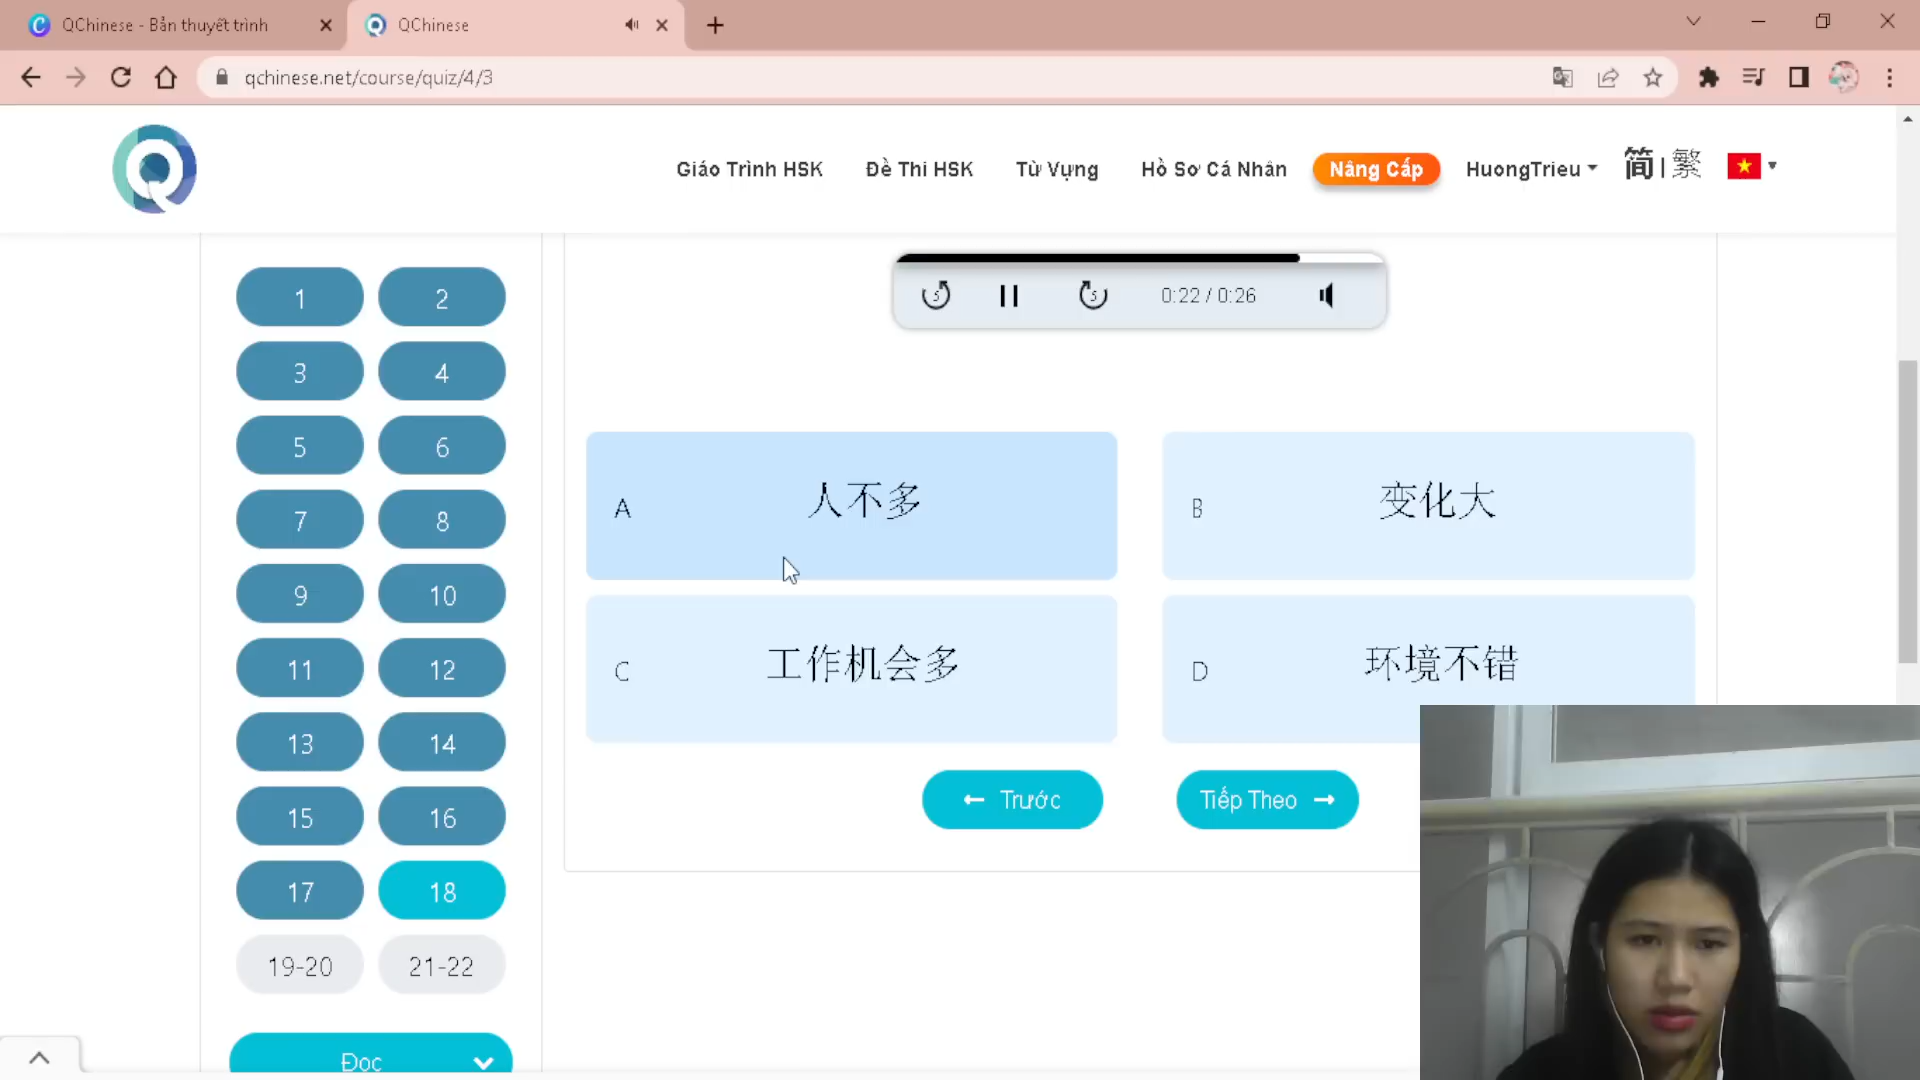 QChinese - Bản thuyết trình
QChinese
qchinese.net/course/quiz/4/3
Giáo Trình HSK
Đề Thi HSK
Từ Vựng
Hồ Sơ Cá Nhân
Nâng Cấp
HuongTrieu
简 | 繁
1
2
3
4
5
6
7
8
9
10
11
12
13
14
15
16
17
18
19-20
21-22
Đọc
5
5
0:22 / 0:26
A 人不多
B 变化大
C 工作机会多
D 环境不错
← Trước
Tiếp Theo →